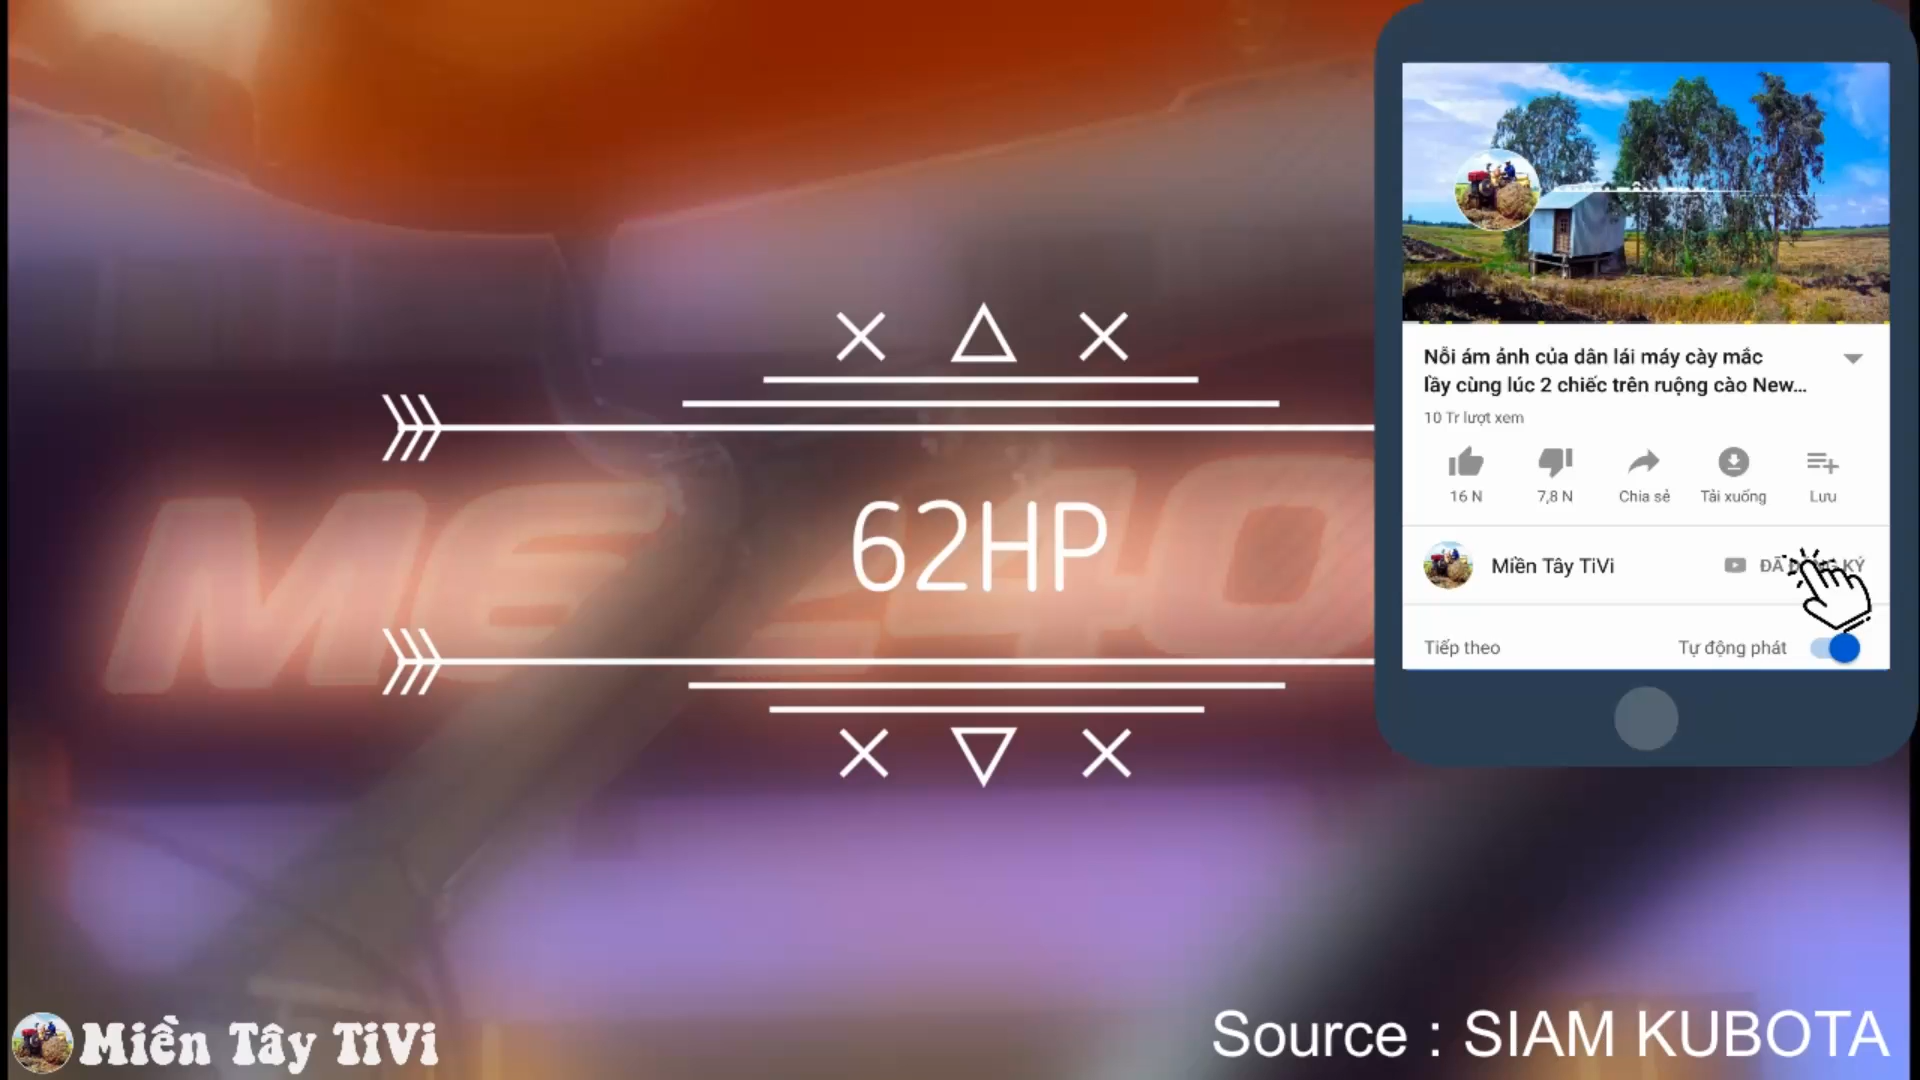 62HP
Nỗi ám ảnh của dân lái máy cày mắc
lầy cùng lúc 2 chiếc trên ruộng cào New...
10 Tr lượt xem
16 N
7,8 N
Chia sẻ
Tải xuống
Lưu
Miền Tây TiVi
Tiếp theo
Tự động phát
Miền Tây TiVi
Source : SIAM KUBOTA